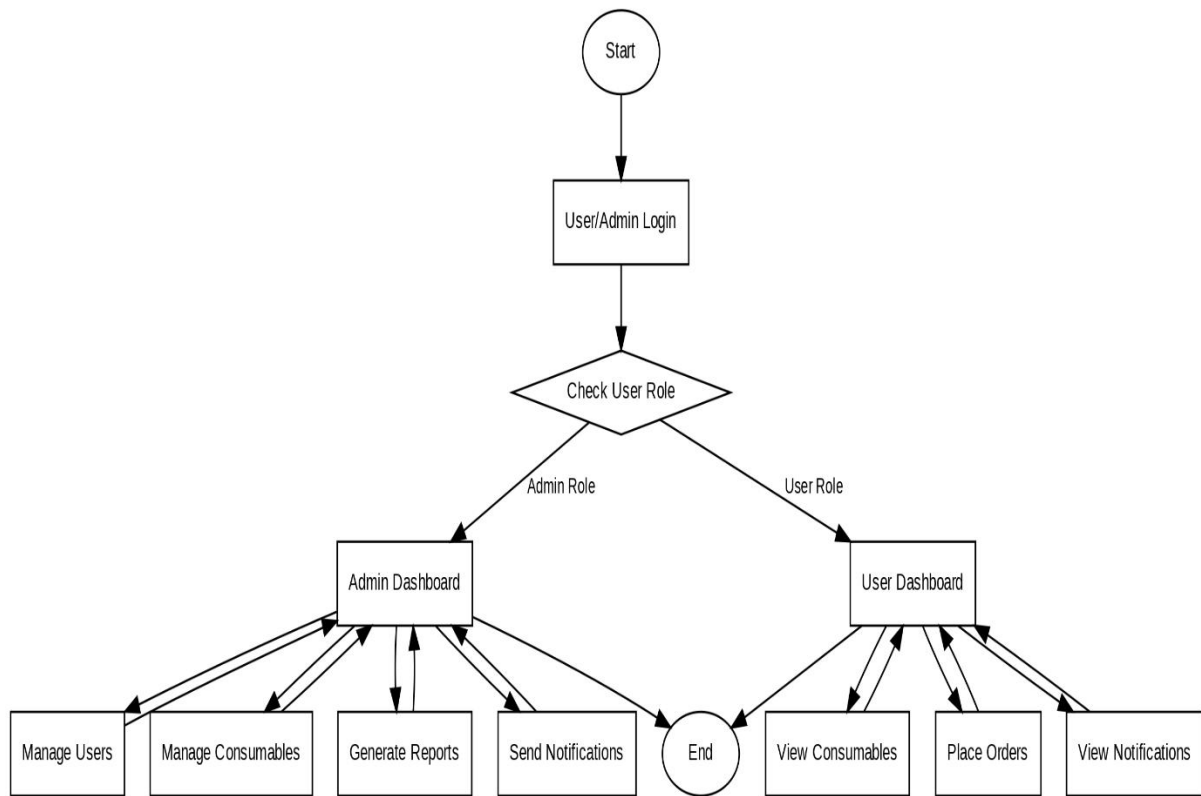 Start
User/Admin Login
Check User Role
Admin Role
User Role
Admin Dashboard
User Dashboard
Manage Users
Manage Consumables
Generate Reports
Send Notifications
End
View Consumables
Place Orders
View Notifications